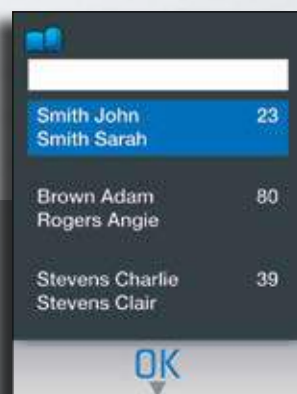 Smith John 23
Smith Sarah
Brown Adam 80
Rogers Angie
Stevens Charlie 39
Stevens Clair
OK